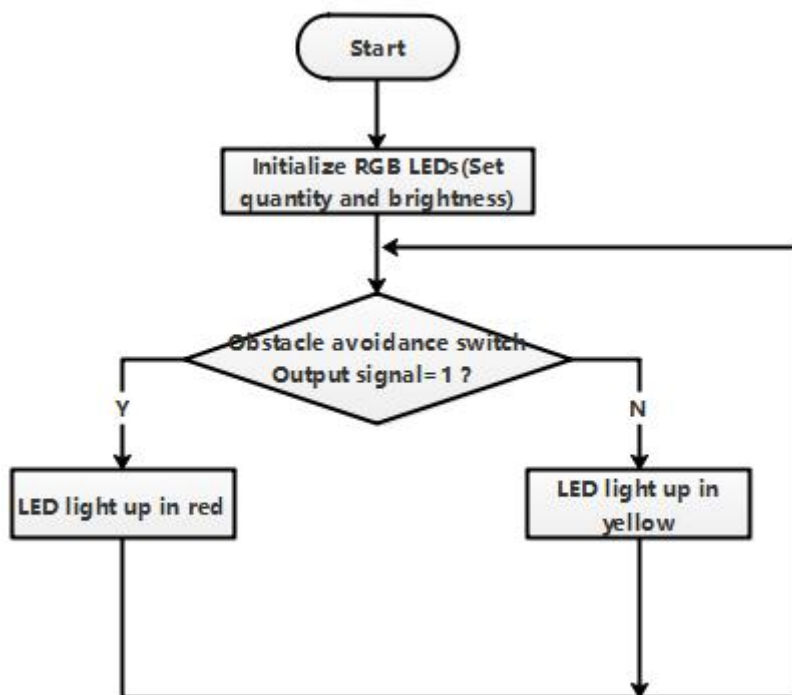 Start
Initialize RGB LEDs(Set
quantity and brightness)
Obstacle avoidance switch
Output signal=1 ?
Y
N
LED light up in red
LED light up in
yellow